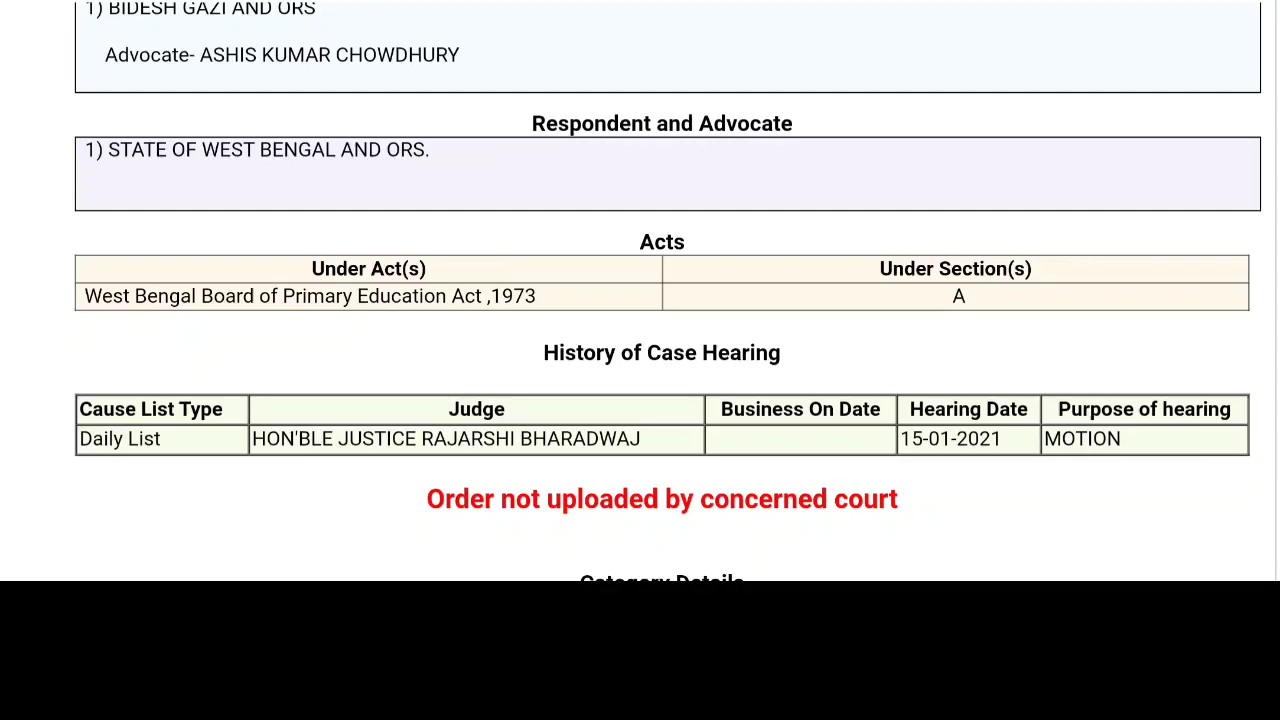 1) BIDESH GAZI AND ORS
Advocate- ASHIS KUMAR CHOWDHURY
Respondent and Advocate
1) STATE OF WEST BENGAL AND ORS.
Acts
Under Act(s) Under Section(s)
West Bengal Board of Primary Education Act ,1973 A
History of Case Hearing
Cause List Type Judge Business On Date Hearing Date Purpose of hearing
Daily List HON'BLE JUSTICE RAJARSHI BHARADWAJ 15-01-2021 MOTION
Order not uploaded by concerned court
Category Details